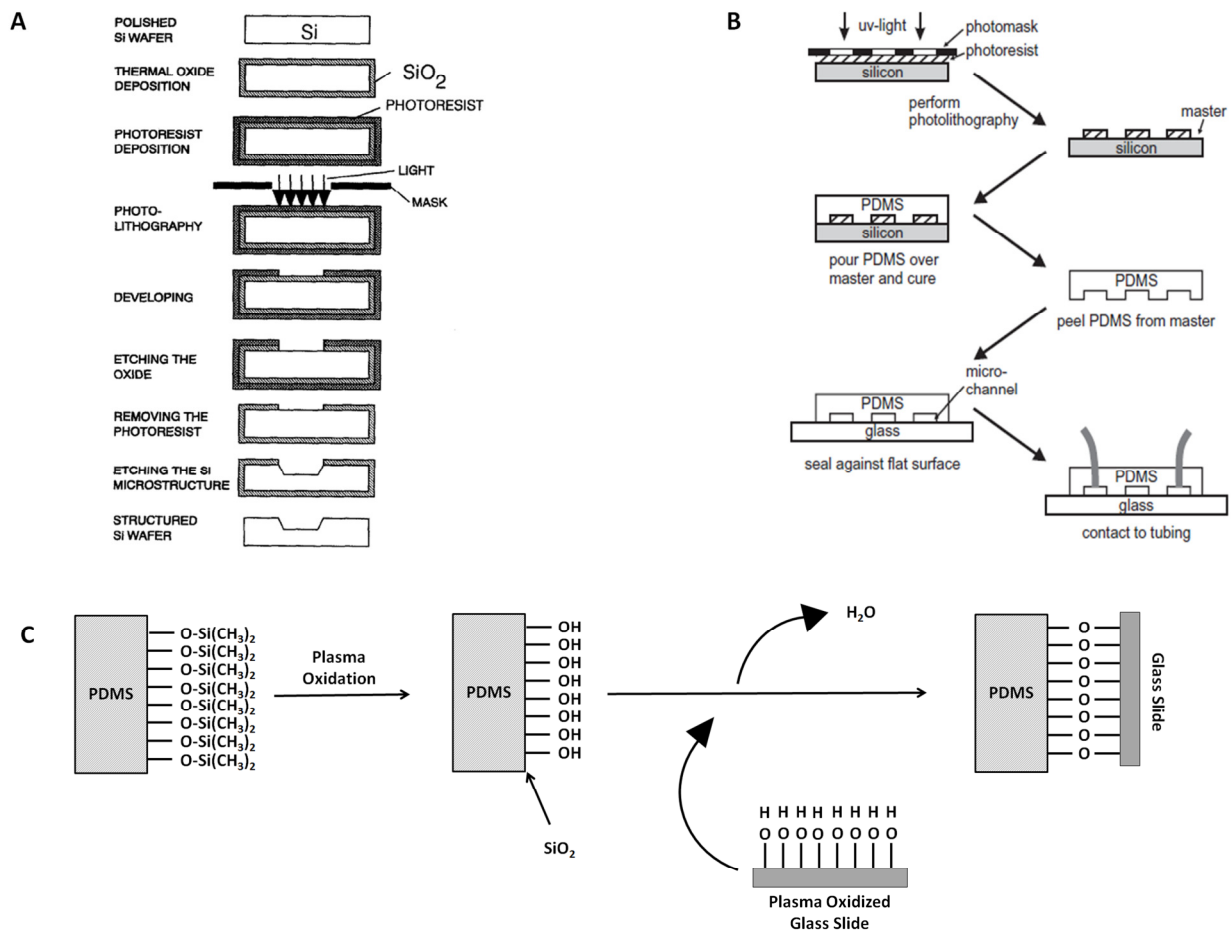 A
POLISHED
Si WAFER
Si
THERMAL OXIDE
DEPOSITION
SiO2
PHOTORESIST
PHOTORESIST
DEPOSITION
LIGHT
MASK
PHOTO-
LITHOGRAPHY
DEVELOPING
ETCHING THE
OXIDE
REMOVING THE
PHOTORESIST
ETCHING THE Si
MICROSTRUCTURE
STRUCTURED
Si WAFER
B
uv-light
photomask
photoresist
silicon
perform
photolithography
master
silicon
PDMS
silicon
pour PDMS over
master and cure
PDMS
peel PDMS from master
micro-
channel
PDMS
glass
seal against flat surface
PDMS
glass
contact to tubing
C
PDMS
O-Si(CH3)2
O-Si(CH3)2
O-Si(CH3)2
O-Si(CH3)2
O-Si(CH3)2
O-Si(CH3)2
O-Si(CH3)2
O-Si(CH3)2
Plasma
Oxidation
PDMS
OH
OH
OH
OH
OH
OH
OH
OH
SiO2
H2O
H H H H H H H H
O O O O O O O O
Plasma Oxidized
Glass Slide
PDMS
O
O
O
O
O
O
O
O
Glass Slide